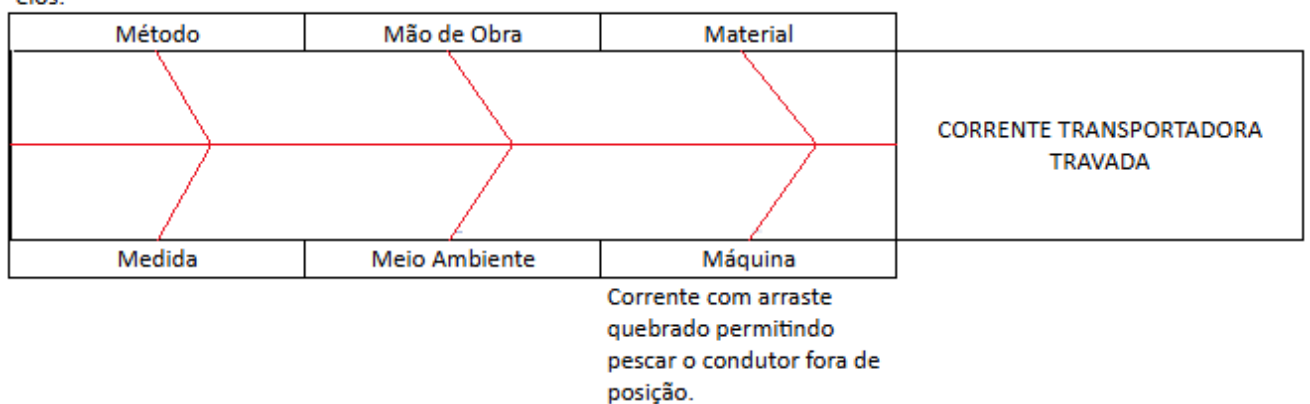 elos.
Método Mão de Obra Material
CORRENTE TRANSPORTADORA
TRAVADA
Medida Meio Ambiente Máquina
Corrente com arraste
quebrado permitindo
pescar o condutor fora de
posição.